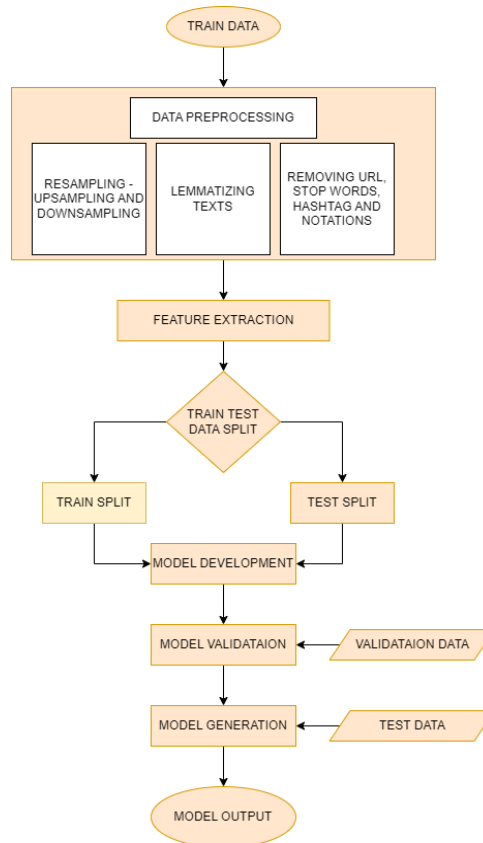 TRAIN DATA
DATA PREPROCESSING
RESAMPLING -
UPSAMPLING AND
DOWNSAMPLING
LEMMATIZING
TEXTS
REMOVING URL,
STOP WORDS,
HASHTAG AND
NOTATIONS
FEATURE EXTRACTION
TRAIN TEST
DATA SPLIT
TRAIN SPLIT
TEST SPLIT
MODEL DEVELOPMENT
MODEL VALIDATAION
VALIDATAION DATA
MODEL GENERATION
TEST DATA
MODEL OUTPUT